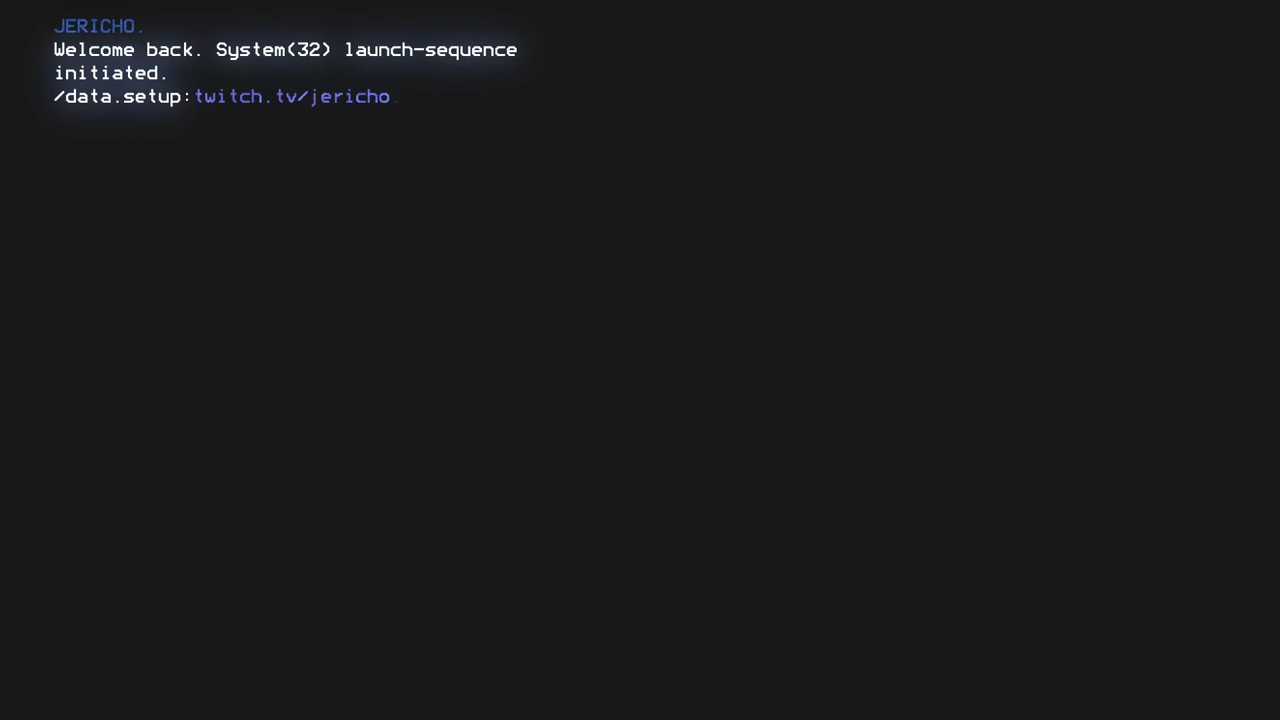 JERICHO.
Welcome back. System(32) launch-sequence
initiated.
/data.setup:twitch.tv/jericho